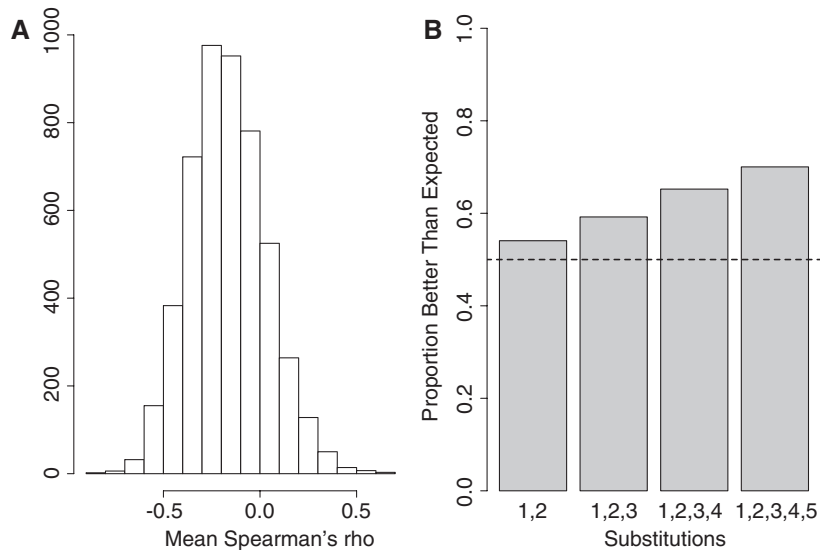 A
1000
800
600
400
200
0
-0.5 0.0 0.5
Mean Spearman's rho
B
Proportion Better Than Expected
1.0
0.8
0.6
0.4
0.2
0.0
1,2 1,2,3 1,2,3,4 1,2,3,4,5
Substitutions